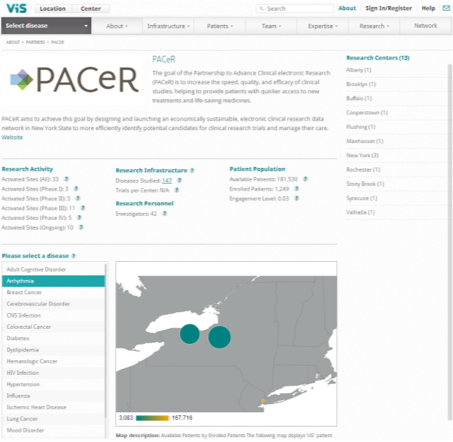 ViS Location Center Search About Sign In/Register Help
Select disease About Infrastructure Patients Team Expertise Research Network
ABOUT > PARTNERS > PACER
PACeR
PACeR
The goal of the Partnership to Advance Clinical electronic Research
(PACeR) is to increase the speed, quality, and efficacy of clinical
studies, helping to provide patients with quicker access to new
treatments and life-saving medicines.
PACeR aims to achieve this goal by designing and launching an economically sustainable, electronic clinical research data
network in New York State to more efficiently identify potential candidates for clinical research trials and manage their care.
Website
Research Activity
Activated Sites (All): 33
Activated Sites (Phase I): 3
Activated Sites (Phase II): 3
Activated Sites (Phase III): 11
Activated Sites (Phase IV): 5
Activated Sites (Ongoing): 10
Research Infrastructure
Diseases Studied: 147
Trials per Center: N/A
Research Personnel
Investigators: 42
Patient Population
Available Patients: 181,530
Enrolled Patients: 1,249
Engagement Level: 0.03
Research Centers (13)
Albany (1)
Brooklyn (1)
Buffalo (1)
Cooperstown (1)
Flushing (1)
Manhasset (1)
New York (3)
Rochester (1)
Stony Brook (1)
Syracuse (1)
Valhalla (1)
Please select a disease
Adult Cognitive Disorder
Arrhythmia
Breast Cancer
Cerebrovascular Disorder
CNS Infection
Colorectal Cancer
Diabetes
Dyslipidemia
Hematologic Cancer
HIV Infection
Hypertension
Influenza
Ischemic Heart Disease
Lung Cancer
Mood Disorder
3,083 167,716
Map description: Available Patients by Enrolled Patients The following map displays ViS' patient